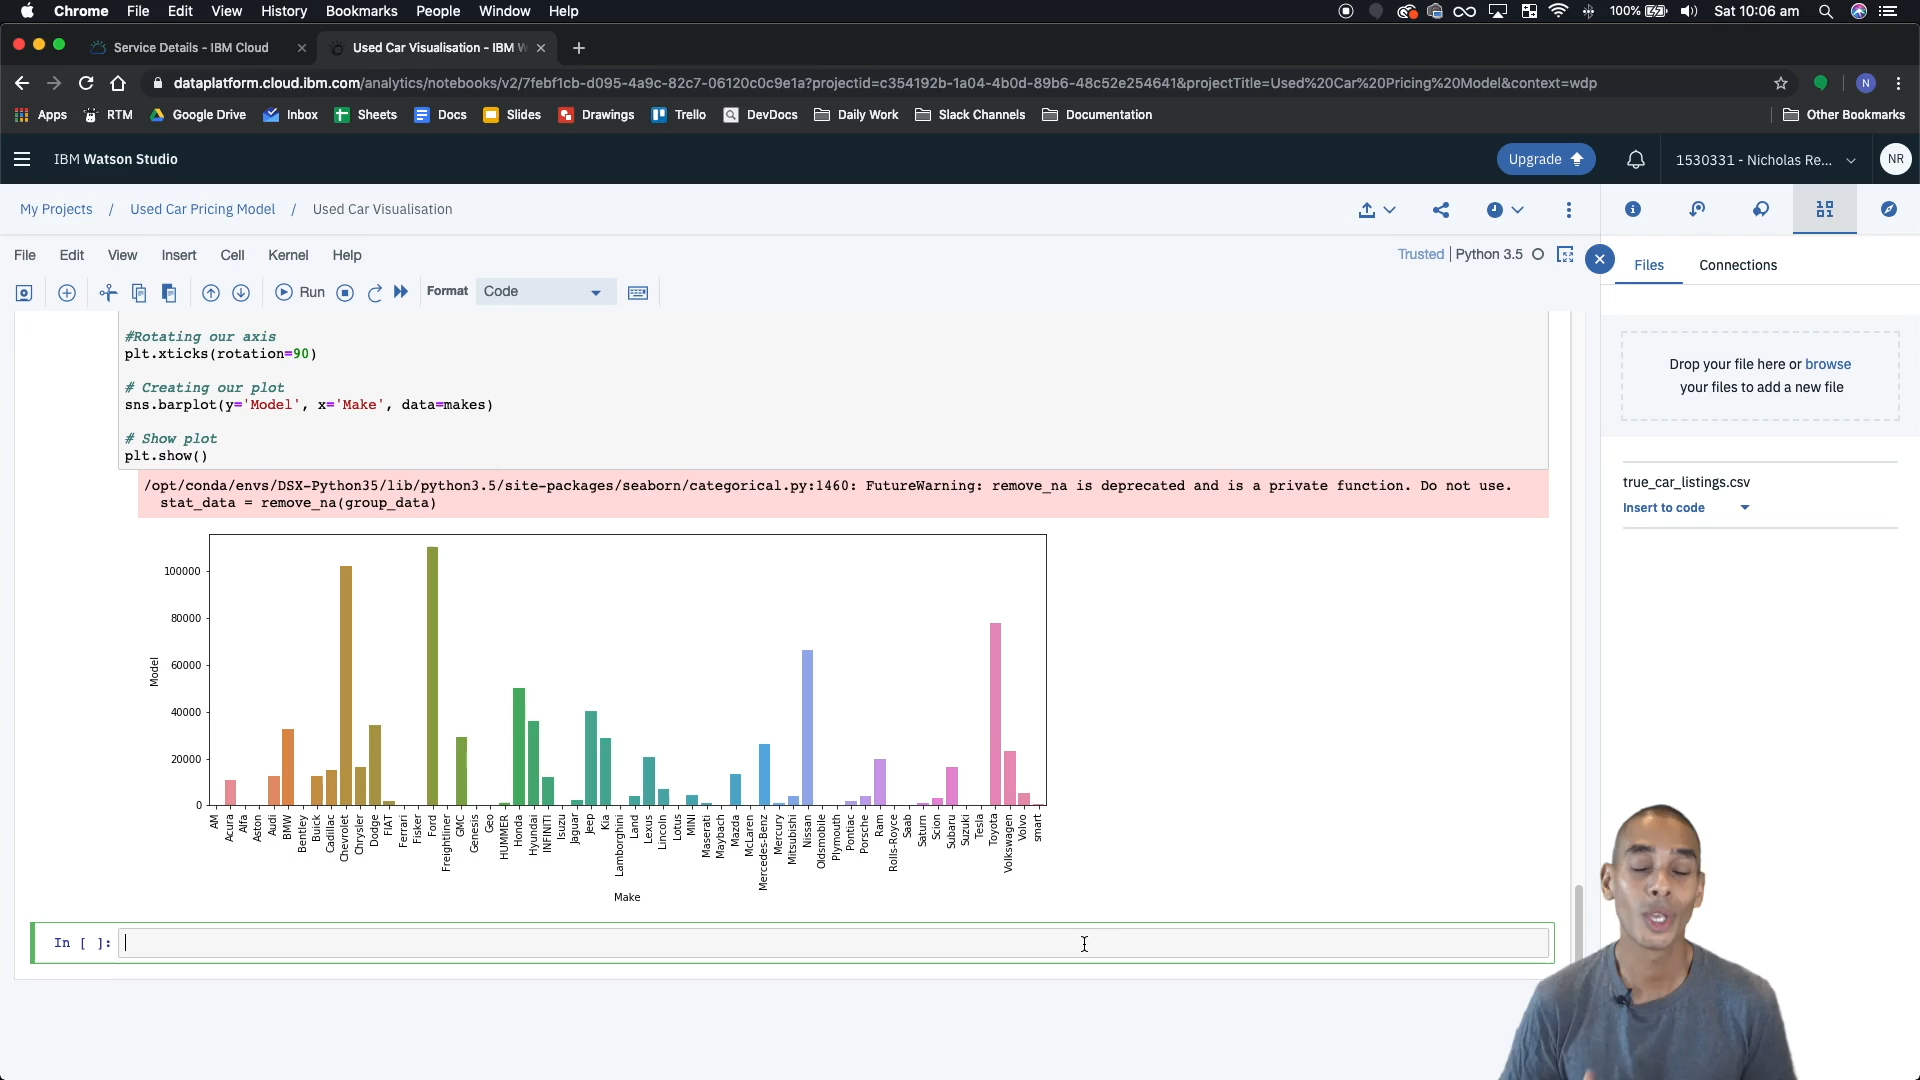 Chrome File Edit View History Bookmarks People Window Help 100% Sat 10:06 am
Service Details - IBM Cloud Used Car Visualisation - IBM W
dataplatform.cloud.ibm.com/analytics/notebooks/v2/7febf1cb-d095-4a9c-82c7-06120c0c9e1a?projectid=c354192b-1a04-4b0d-89b6-48c52e254641&projectTitle=Used%20Car%20Pricing%20Model&context=wdp N
Apps RTM Google Drive Inbox Sheets Docs Slides Drawings Trello DevDocs Daily Work Slack Channels Documentation Other Bookmarks
IBM Watson Studio Upgrade 1530331 - Nicholas Re... NR
My Projects / Used Car Pricing Model / Used Car Visualisation
File Edit View Insert Cell Kernel Help Trusted | Python 3.5
Files Connections
Run Format Code
#Rotating our axis
plt.xticks(rotation=90)
# Creating our plot
sns.barplot(y='Model', x='Make', data=makes)
# Show plot
plt.show()
/opt/conda/envs/DSX-Python35/lib/python3.5/site-packages/seaborn/categorical.py:1460: FutureWarning: remove_na is deprecated and is a private function. Do not use.
stat_data = remove_na(group_data)
Drop your file here or browse
your files to add a new file
true_car_listings.csv
Insert to code
100000
80000
60000
40000
20000
0
Model
AM Acura Alfa Aston Audi BMW Bentley Buick Cadillac Chevrolet Chrysler Dodge FIAT Ferrari Fisker Ford Freightliner GMC Genesis Geo HUMMER Honda Hyundai INFINITI Isuzu Jaguar Jeep Kia Lamborghini Land Lexus Lincoln Lotus MINI Maserati Maybach Mazda McLaren Mercedes-Benz Mercury Mitsubishi Nissan Oldsmobile Plymouth Pontiac Porsche Ram Rolls-Royce Saab Saturn Scion Subaru Suzuki Tesla Toyota Volkswagen Volvo smart
Make
In [ ]: